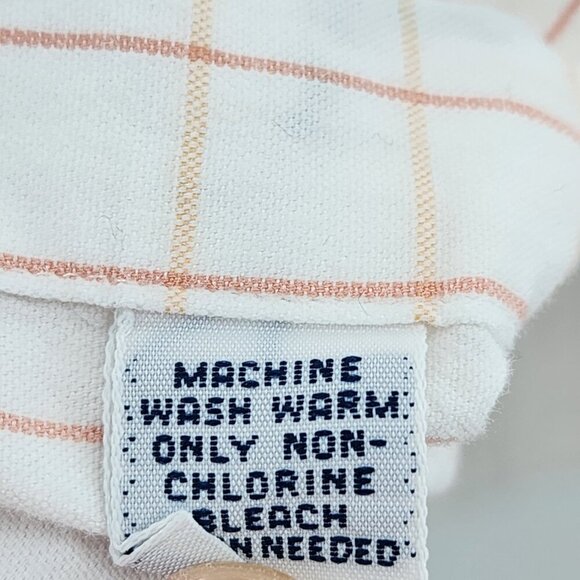 MACHINE
WASH WARM
ONLY NON-
CHLORINE
BLEACH
NEEDED